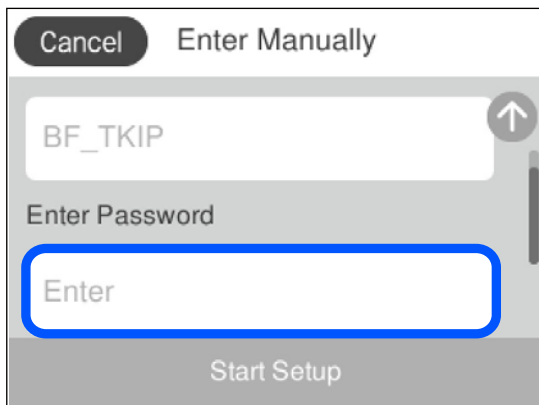 Cancel Enter Manually
BF_TKIP
Enter Password
Enter
Start Setup